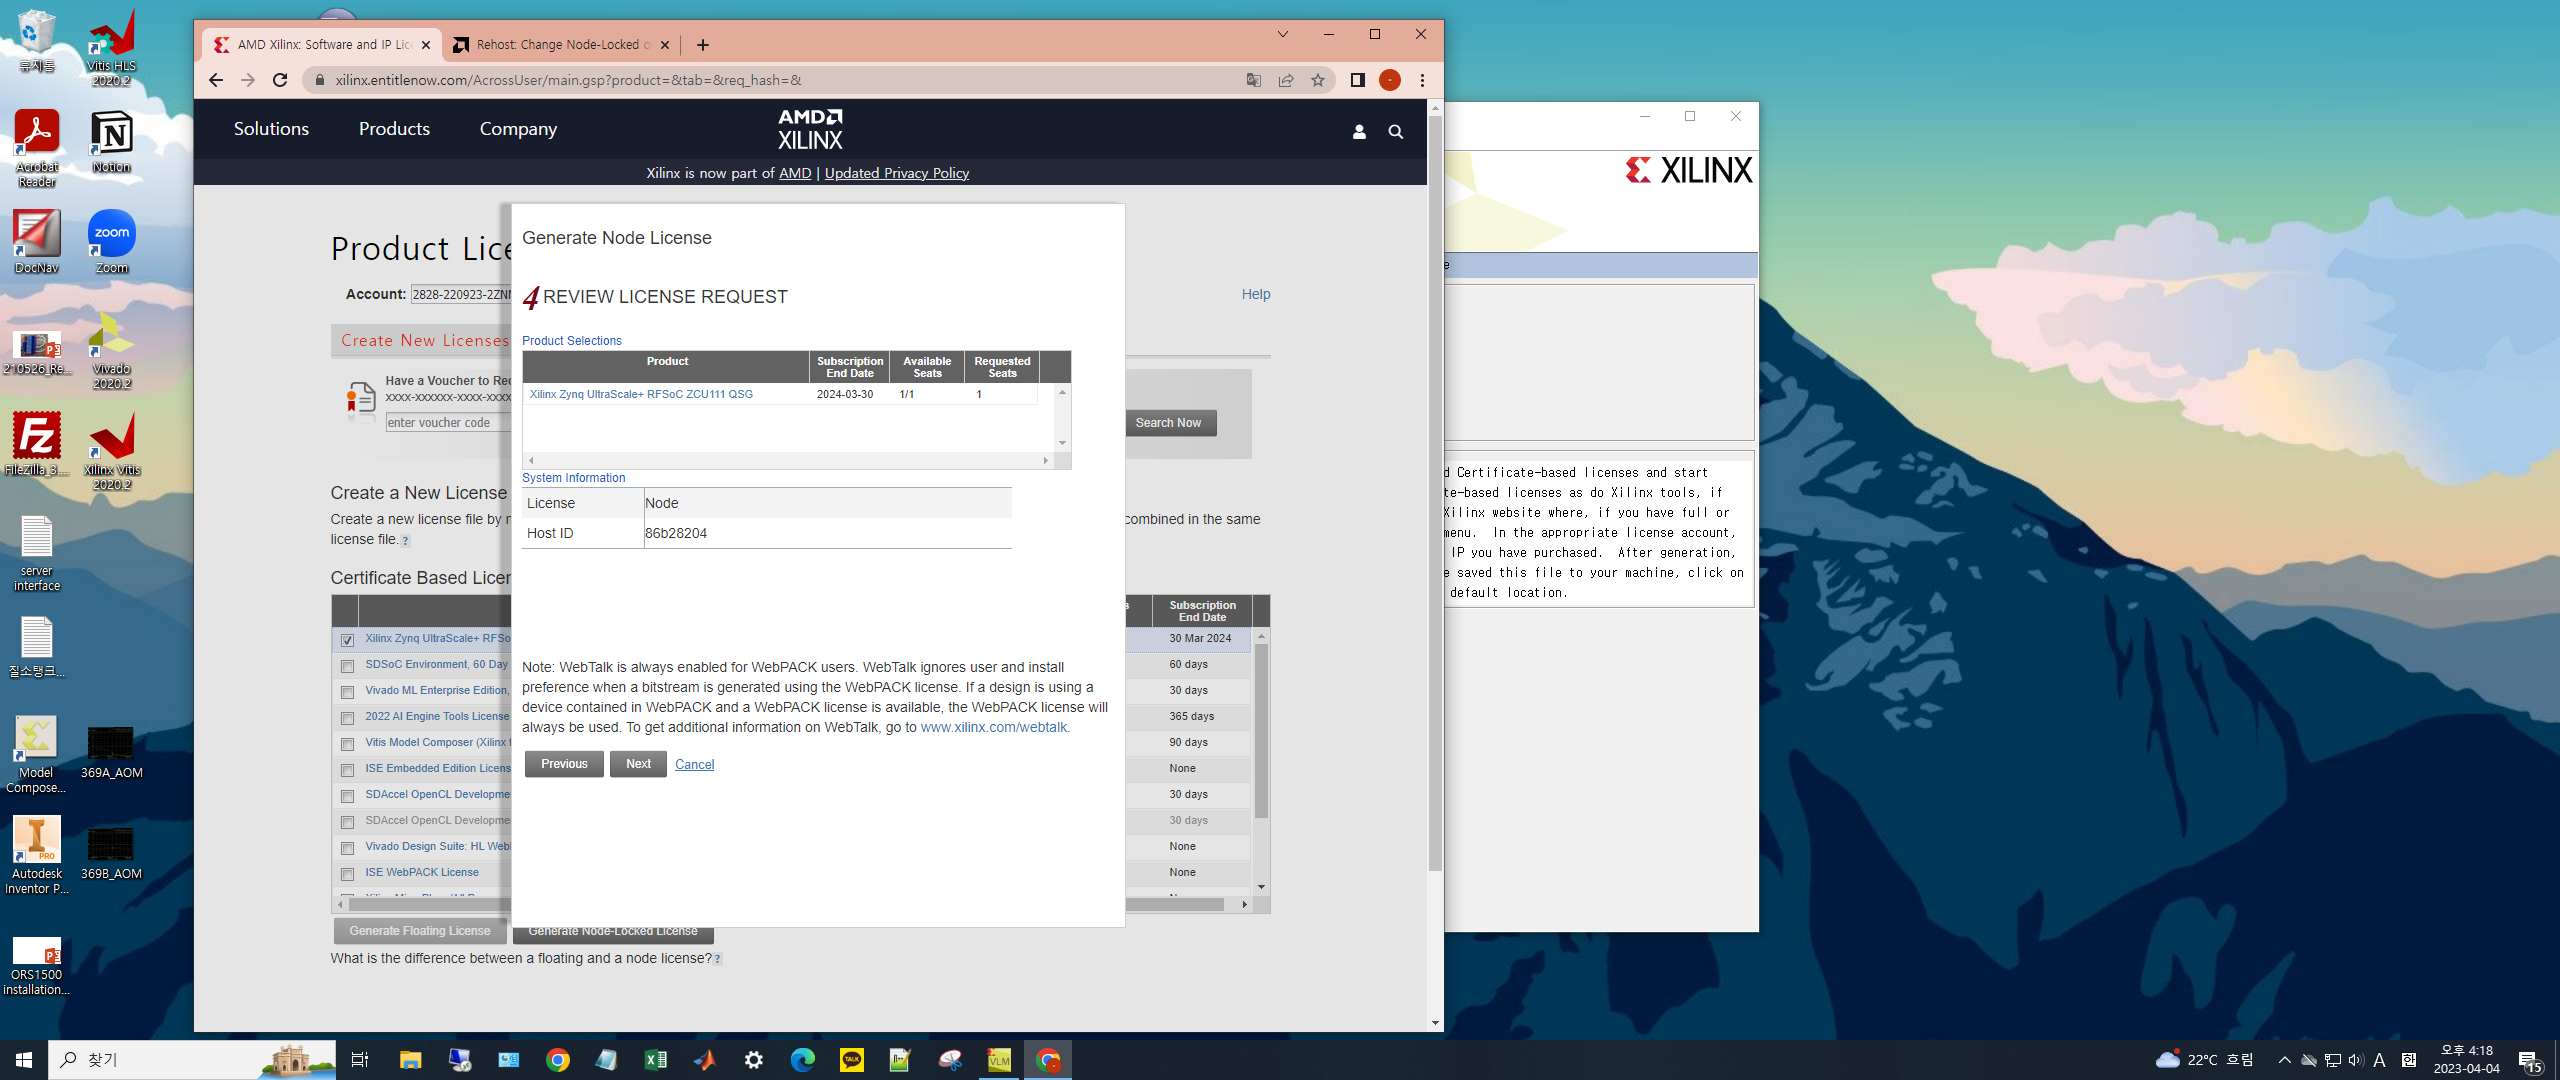 휴지통
Vitis HLS
2020.2
Acrobat
Reader
Notion
DocNav
Zoom
zoom
210526_Re...
Vivado
2020.2
FileZilla_3....
Xilinx Vitis
2020.2
server
interface
질소탱크...
Model
Compose...
369A_AOM
Autodesk
Inventor P...
PRO
369B_AOM
ORS1500
installation...
AMD Xilinx: Software and IP Lice
Rehost: Change Node-Locked o
xilinx.entitlenow.com/AcrossUser/main.gsp?product=&tab=&req_hash=&
Solutions
Products
Company
AMD
XILINX
Xilinx is now part of AMD | Updated Privacy Policy
Product Lice
Account: 2828-220923-2ZN
Help
Create New Licenses
Have a Voucher to Re
xxxx-xxxxxx-xxxx-xxxx
enter voucher code
Search Now
Create a New License
Create a new license file by
combined in the same
license file. ?
Certificate Based Licen
Subscription
End Date
Xilinx Zynq UltraScale+ RFSo
30 Mar 2024
SDSoC Environment, 60 Day
60 days
Vivado ML Enterprise Edition,
30 days
2022 AI Engine Tools License
365 days
Vitis Model Composer (Xilinx
90 days
ISE Embedded Edition Licens
None
SDAccel OpenCL Developme
30 days
SDAccel OpenCL Developme
30 days
Vivado Design Suite: HL Web
None
ISE WebPACK License
None
Generate Floating License
Generate Node-Locked License
What is the difference between a floating and a node license? ?
Generate Node License
4 REVIEW LICENSE REQUEST
Product Selections
Product
Subscription
End Date
Available
Seats
Requested
Seats
Xilinx Zynq UltraScale+ RFSoC ZCU111 QSG
2024-03-30
1/1
1
System Information
License
Node
Host ID
86b28204
Note: WebTalk is always enabled for WebPACK users. WebTalk ignores user and install
preference when a bitstream is generated using the WebPACK license. If a design is using a
device contained in WebPACK and a WebPACK license is available, the WebPACK license will
always be used. To get additional information on WebTalk, go to www.xilinx.com/webtalk.
Previous
Next
Cancel
XILINX
e
d Certificate-based licenses and start
te-based licenses as do Xilinx tools, if
Xilinx website where, if you have full or
menu. In the appropriate license account,
IP you have purchased. After generation,
e saved this file to your machine, click on
default location.
찾기
TALK
VLM
22°C 흐림
A
한
오후 4:18
2023-04-04
15